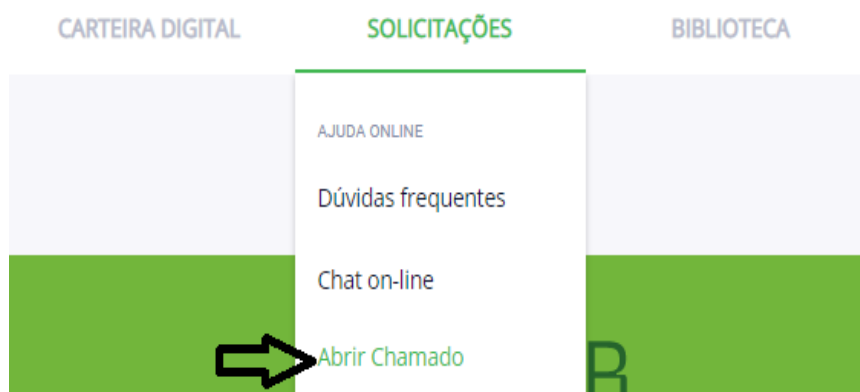 CARTEIRA DIGITAL SOLICITAÇÕES BIBLIOTECA
AJUDA ONLINE
Dúvidas frequentes
Chat on-line
Abrir Chamado